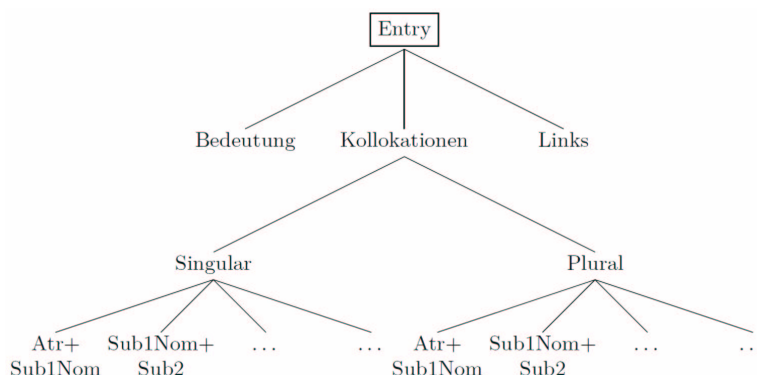 Entry
Bedeutung Kollokationen Links
Singular Plural
Atr+ Sub1Nom+ ... ... Atr+ Sub1Nom+ ... ..
Sub1Nom Sub2 Sub1Nom Sub2